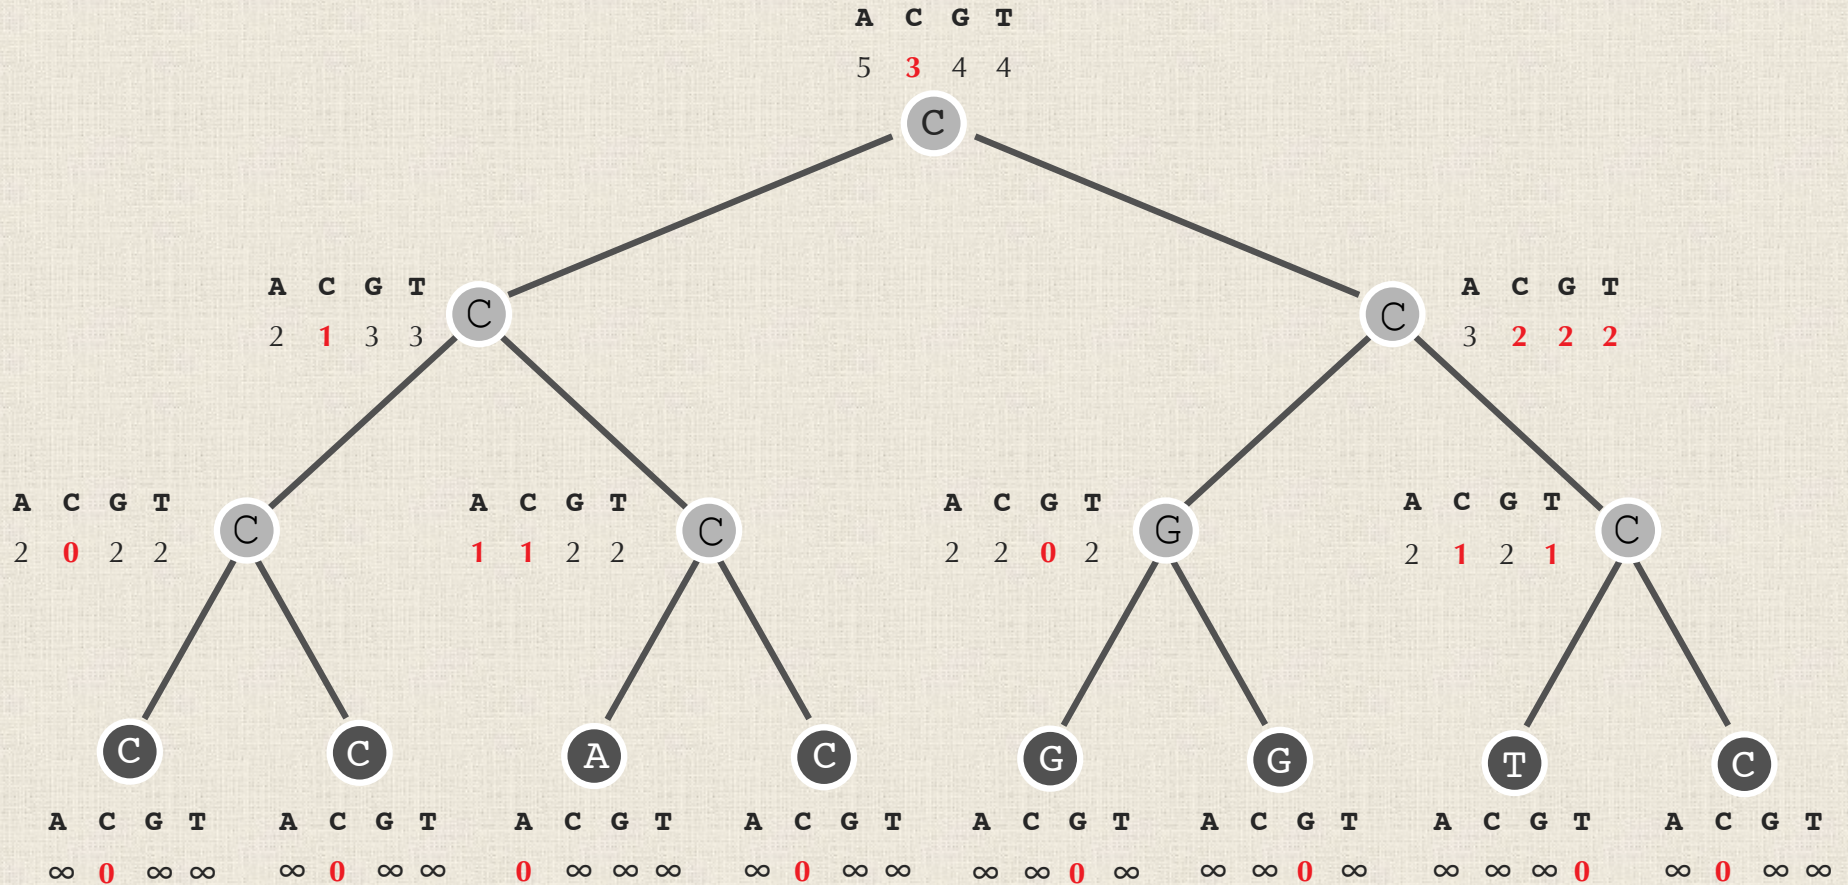 A C G T
5 3 4 4
C
A C G T
2 1 3 3
C
C
A C G T
3 2 2 2
A C G T
2 0 2 2
C
A C G T
1 1 2 2
C
A C G T
2 2 0 2
G
A C G T
2 1 2 1
C
C C A C G G T C
A C G T A C G T A C G T A C G T A C G T A C G T A C G T A C G T
∞ 0 ∞ ∞ ∞ 0 ∞ ∞ 0 ∞ ∞ ∞ ∞ 0 ∞ ∞ ∞ ∞ 0 ∞ ∞ ∞ 0 ∞ ∞ ∞ ∞ 0 ∞ 0 ∞ ∞